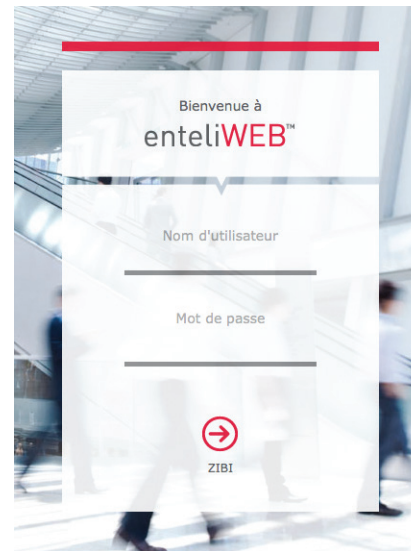 Bienvenue à
enteliWEB™
Nom d'utilisateur
Mot de passe
ZIBI